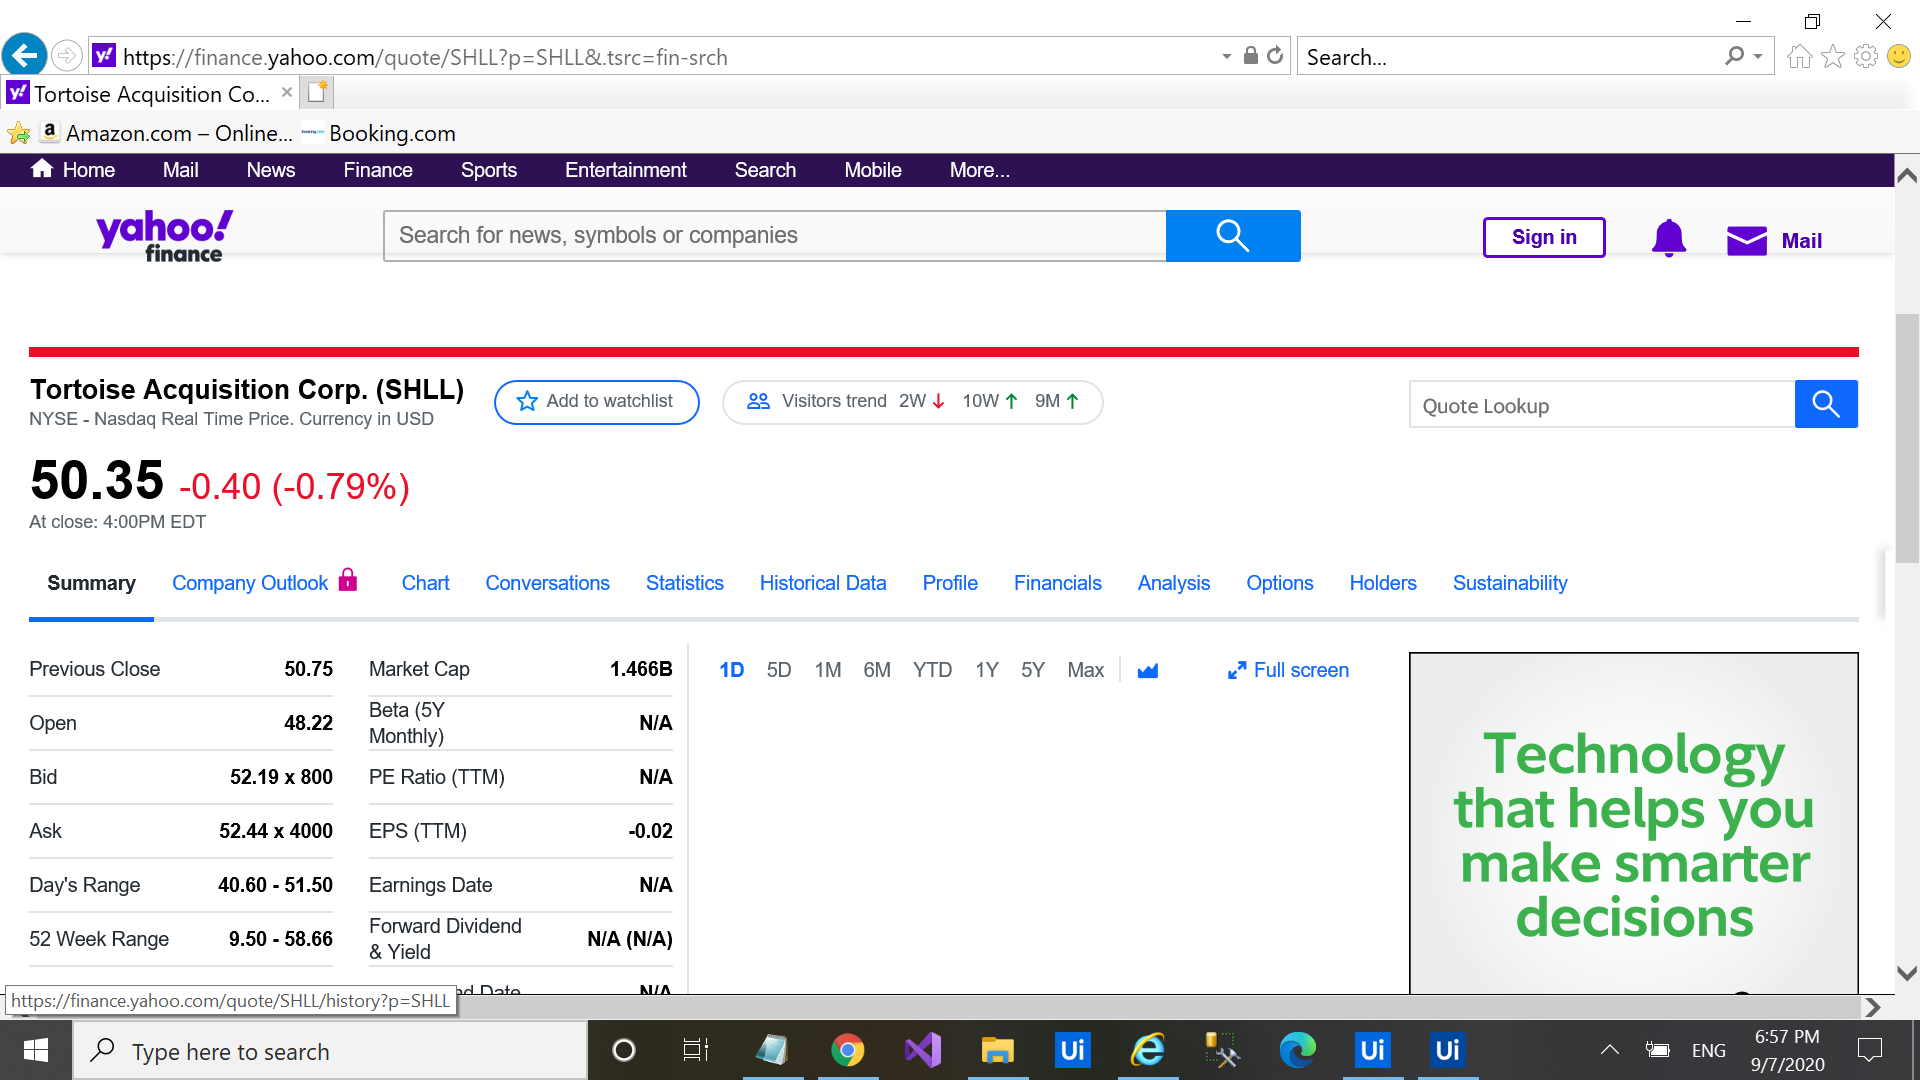 https://finance.yahoo.com/quote/SHLL?p=SHLL&.tsrc=fin-srch
Search...
Tortoise Acquisition Co...
Amazon.com – Online...
Booking.com
Home Mail News Finance Sports Entertainment Search Mobile More...
yahoo!
finance
Search for news, symbols or companies
Sign in
Mail
Tortoise Acquisition Corp. (SHLL)
NYSE - Nasdaq Real Time Price. Currency in USD
Add to watchlist
Visitors trend 2W 10W 9M
Quote Lookup
50.35 -0.40 (-0.79%)
At close: 4:00PM EDT
Summary Company Outlook Chart Conversations Statistics Historical Data Profile Financials Analysis Options Holders Sustainability
Previous Close 50.75
Open 48.22
Bid 52.19 x 800
Ask 52.44 x 4000
Day's Range 40.60 - 51.50
52 Week Range 9.50 - 58.66
Market Cap 1.466B
Beta (5Y
Monthly) N/A
PE Ratio (TTM) N/A
EPS (TTM) -0.02
Earnings Date N/A
Forward Dividend
& Yield N/A (N/A)
Date N/A
1D 5D 1M 6M YTD 1Y 5Y Max
Full screen
Technology
that helps you
make smarter
decisions
https://finance.yahoo.com/quote/SHLL/history?p=SHLL
Type here to search
Ui
Ui
Ui
ENG
6:57 PM
9/7/2020